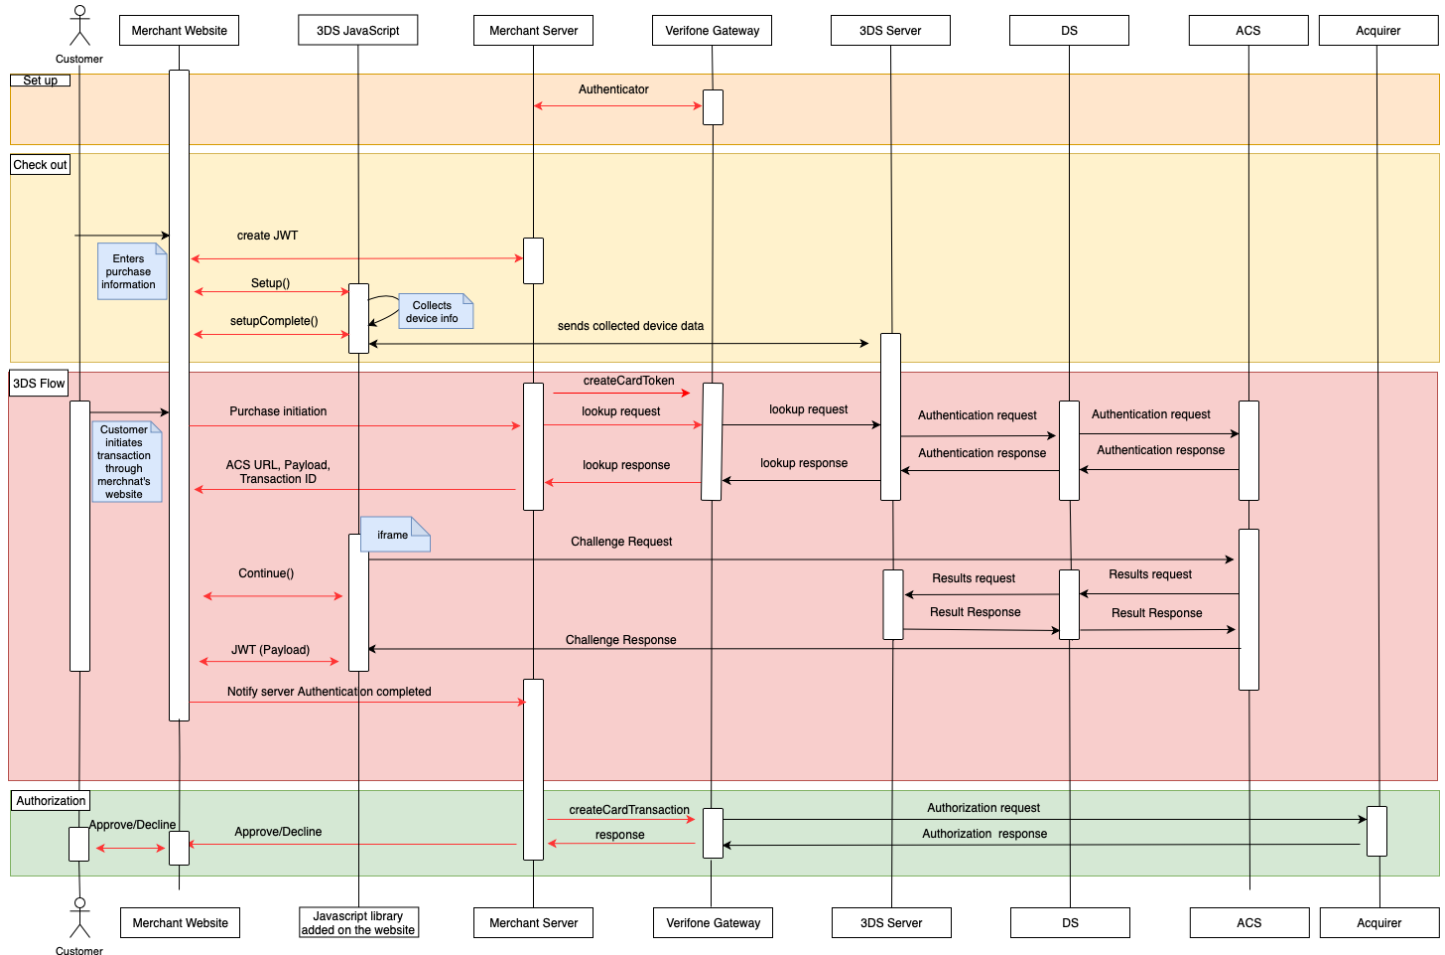 Merchant Website
3DS JavaScript
Merchant Server
Verifone Gateway
3DS Server
DS
ACS
Acquirer
Customer
Set up
Authenticator
Check out
create JWT
Enters
purchase
information
Setup()
Collects
device info
setupComplete()
sends collected device data
3DS Flow
createCardToken
Purchase initiation
lookup request
lookup request
Authentication request
Authentication request
Customer
initiates
transaction
through
merchnat's
website
ACS URL, Payload,
Transaction ID
lookup response
lookup response
Authentication response
Authentication response
iframe
Challenge Request
Continue()
Results request
Results request
Result Response
Result Response
Challenge Response
JWT (Payload)
Notify server Authentication completed
Authorization
createCardTransaction
Authorization request
Approve/Decline
Approve/Decline
response
Authorization response
Customer
Merchant Website
Javascript library
added on the website
Merchant Server
Verifone Gateway
3DS Server
DS
ACS
Acquirer